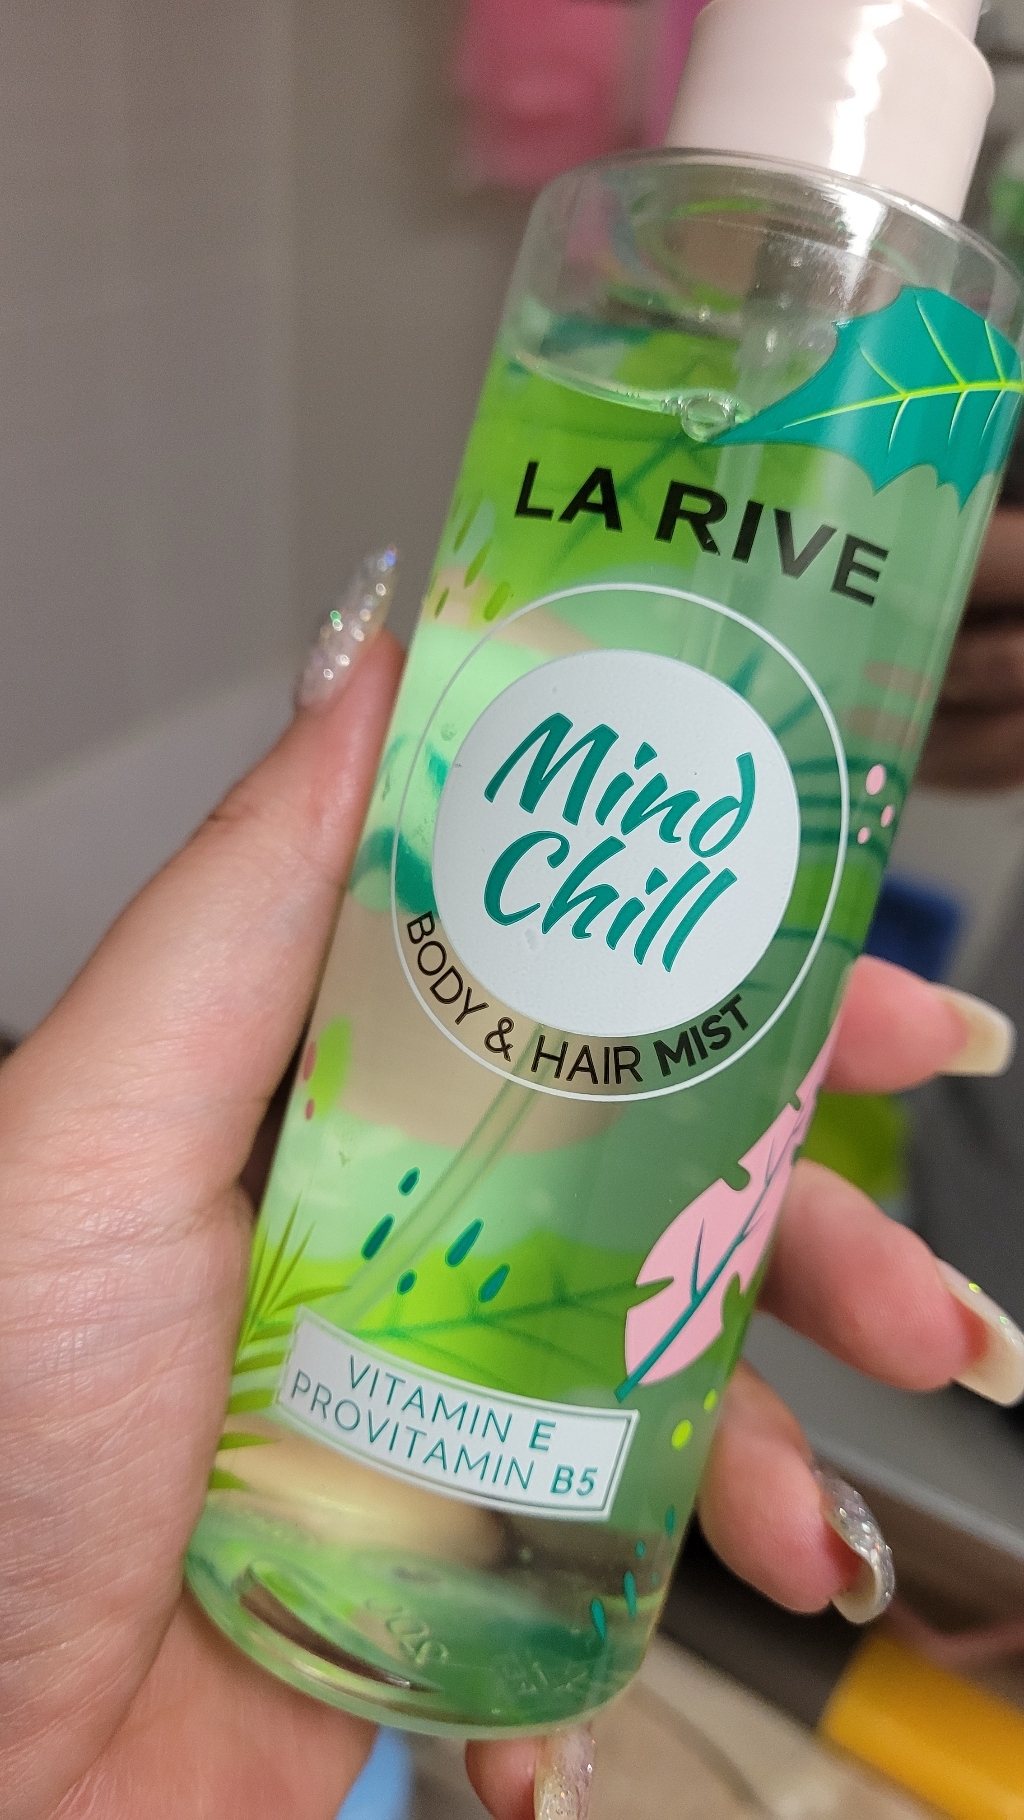 LA RIVE
Mind
Chill
BODY & HAIR MIST
VITAMIN E
PROVITAMIN B5